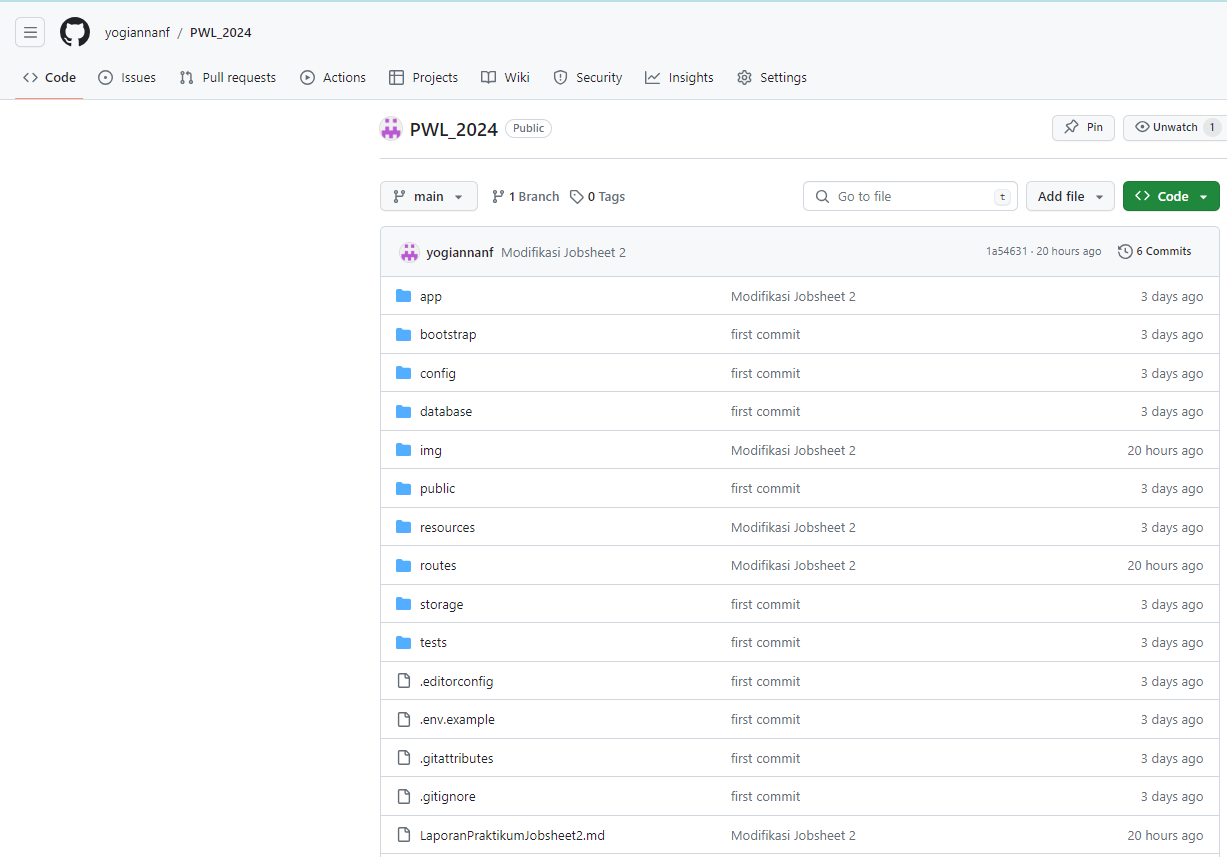 yogiannanf / PWL_2024
Code Issues Pull requests Actions Projects Wiki Security Insights Settings
PWL_2024 Public Pin Unwatch 1
main 1 Branch 0 Tags Go to file t Add file Code
yogiannanf Modifikasi Jobsheet 2 1a54631 · 20 hours ago 6 Commits
app Modifikasi Jobsheet 2 3 days ago
bootstrap first commit 3 days ago
config first commit 3 days ago
database first commit 3 days ago
img Modifikasi Jobsheet 2 20 hours ago
public first commit 3 days ago
resources Modifikasi Jobsheet 2 3 days ago
routes Modifikasi Jobsheet 2 20 hours ago
storage first commit 3 days ago
tests first commit 3 days ago
.editorconfig first commit 3 days ago
.env.example first commit 3 days ago
.gitattributes first commit 3 days ago
.gitignore first commit 3 days ago
LaporanPraktikumJobsheet2.md Modifikasi Jobsheet 2 20 hours ago